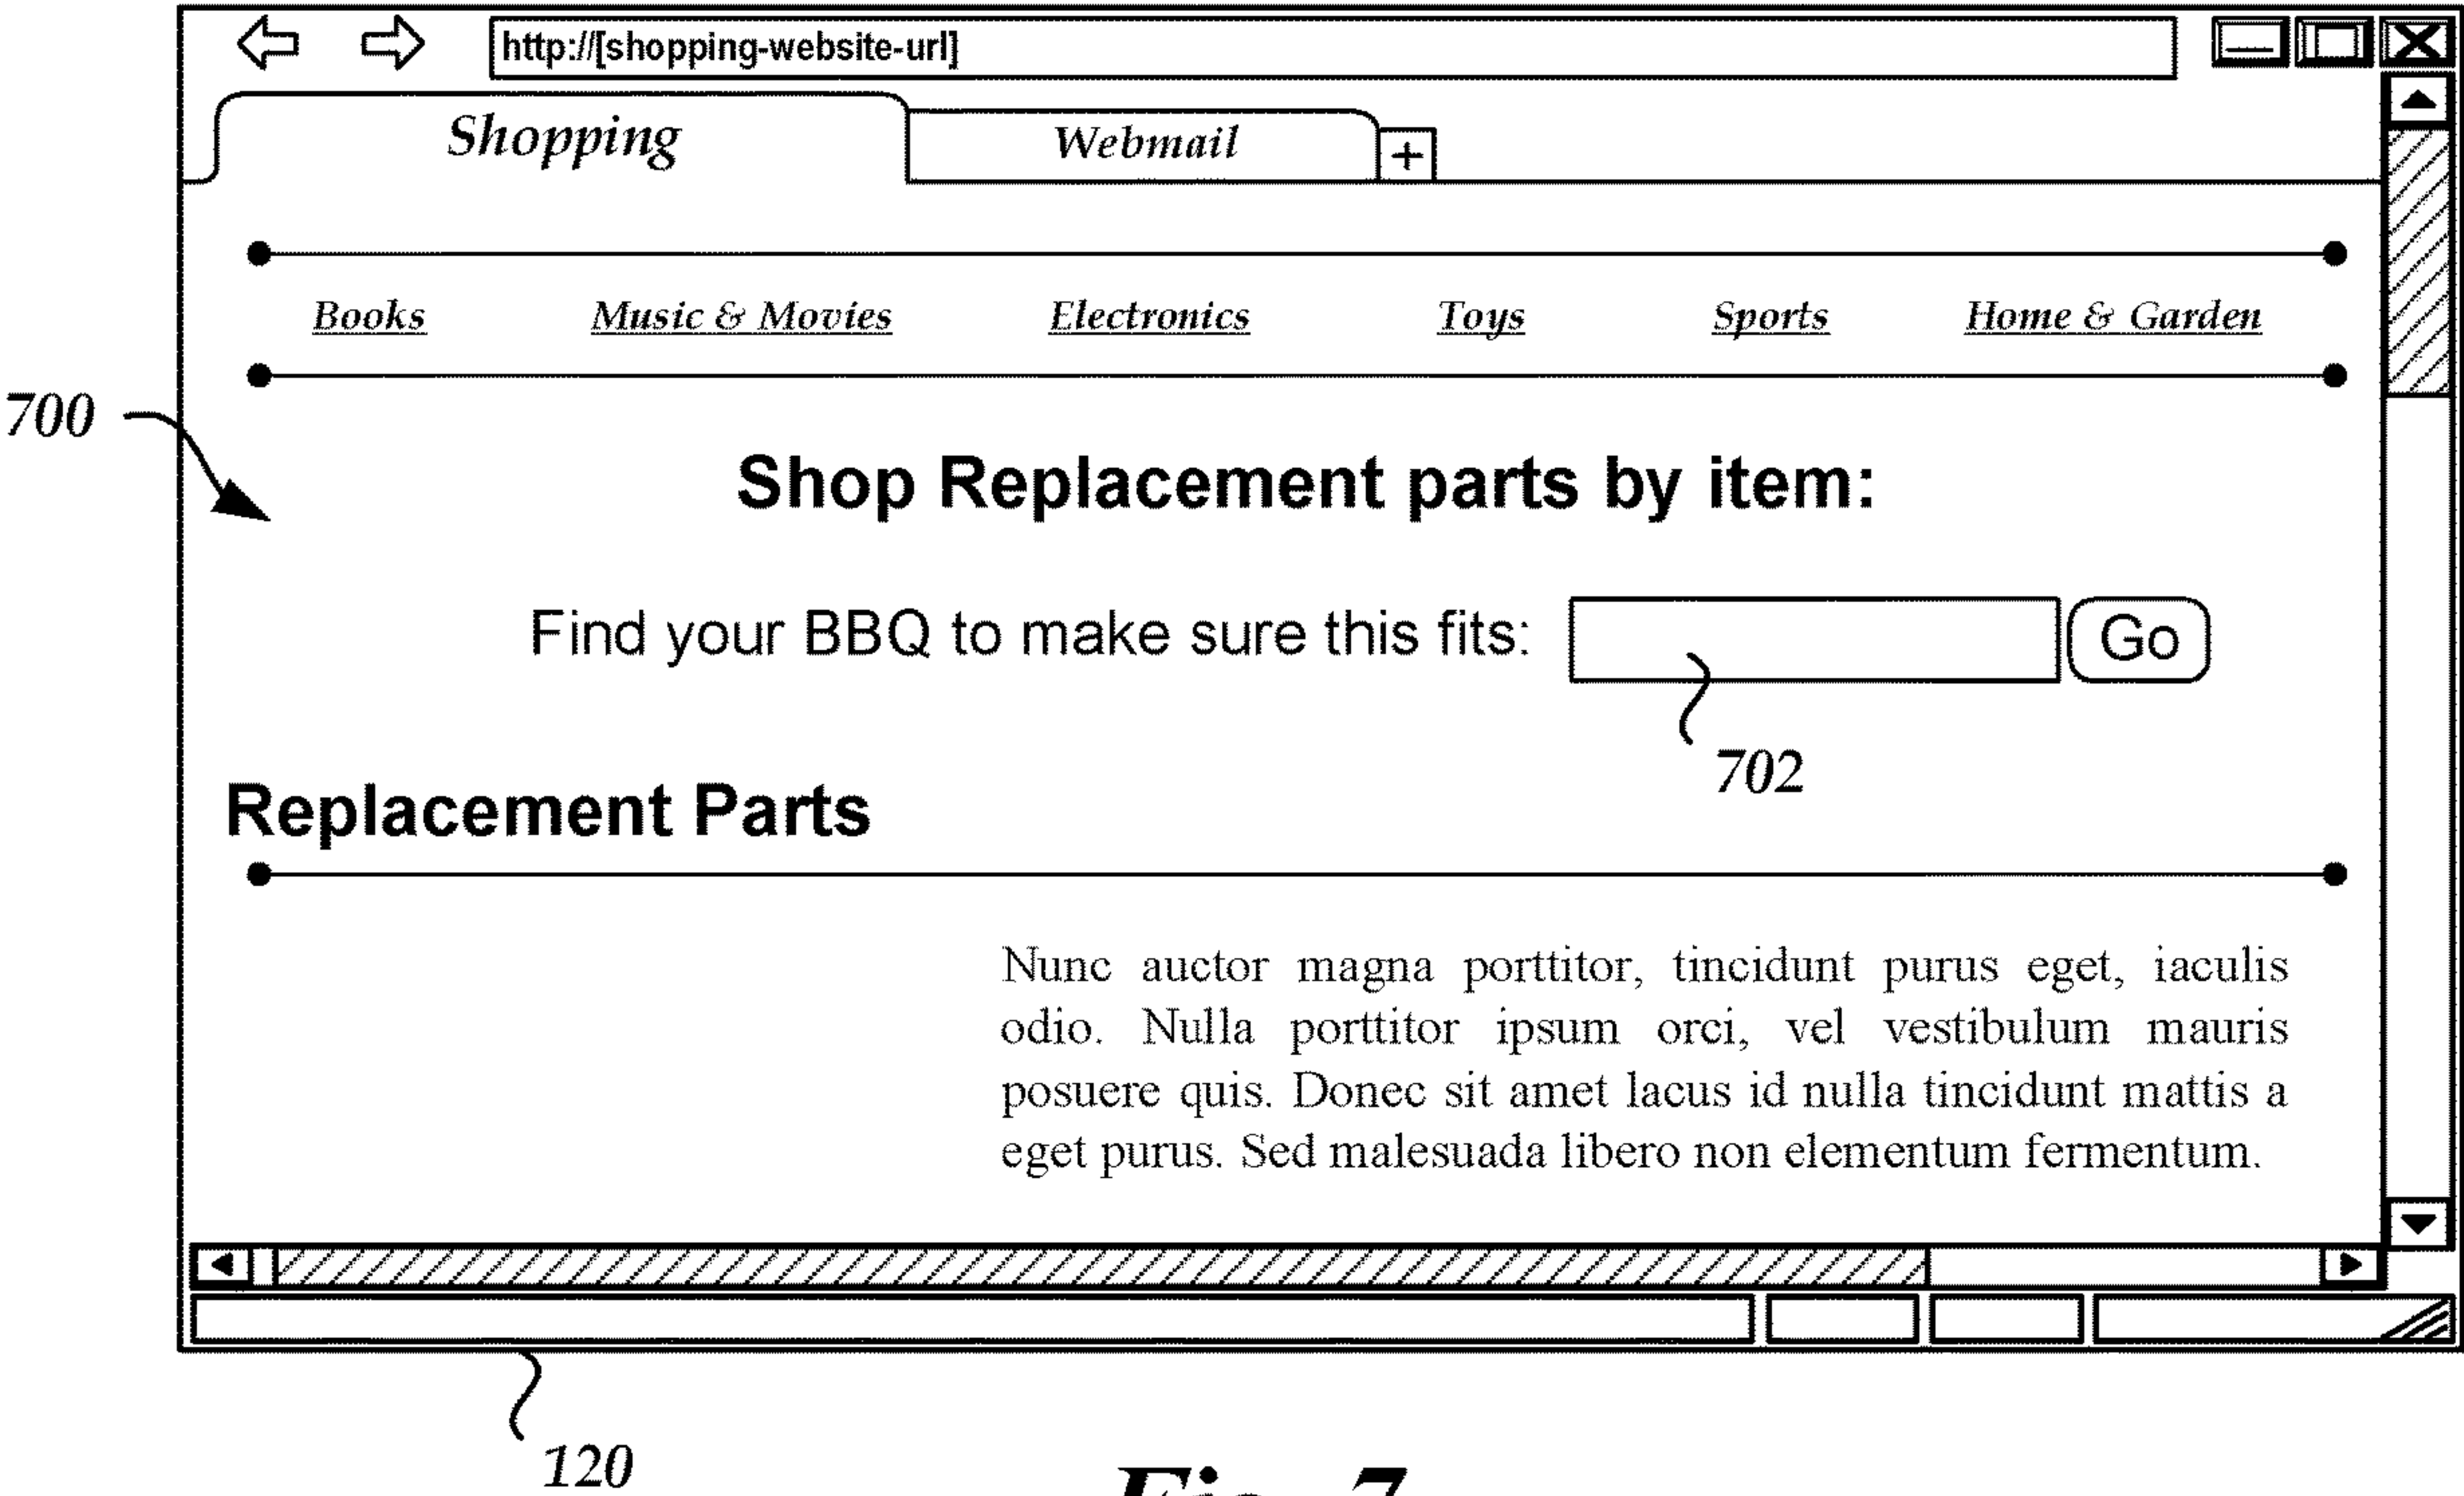 http://[shopping-website-url]
Shopping Webmail +
Books Music & Movies Electronics Toys Sports Home & Garden
700
Shop Replacement parts by item:
Find your BBQ to make sure this fits: Go
702
Replacement Parts
Nunc auctor magna porttitor, tincidunt purus eget, iaculis
odio. Nulla porttitor ipsum orci, vel vestibulum mauris
posuere quis. Donec sit amet lacus id nulla tincidunt mattis a
eget purus. Sed malesuada libero non elementum fermentum.
120
Fig. 7